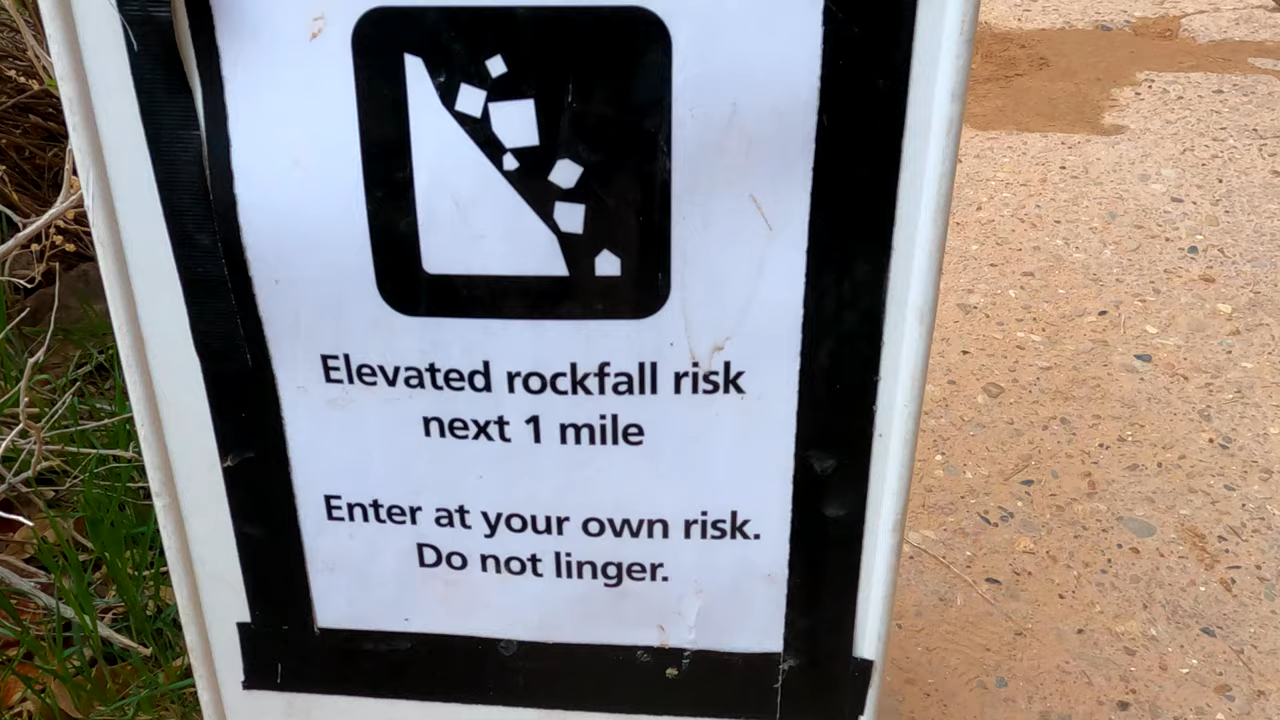 Elevated rockfall risk
next 1 mile
Enter at your own risk.
Do not linger.